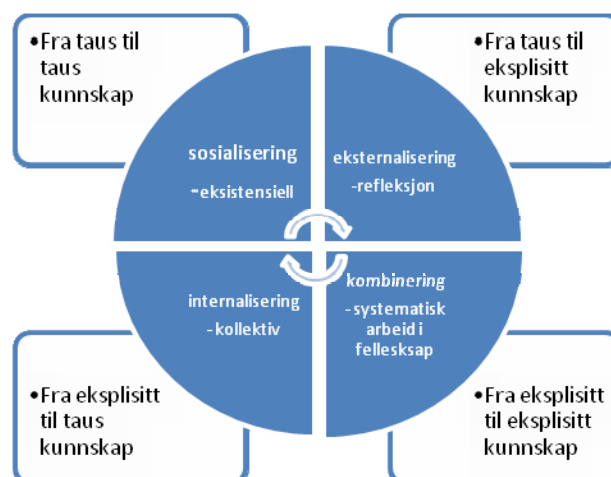 •Fra taus til
taus
kunnskap
•Fra taus til
eksplisitt
kunnskap
sosialisering
-eksistensiell
eksternalisering
-refleksjon
internalisering
-kollektiv
kombinering
-systematisk
arbeid i
fellesksap
•Fra eksplisitt
til taus
kunnskap
•Fra eksplisitt
til eksplisitt
kunnskap